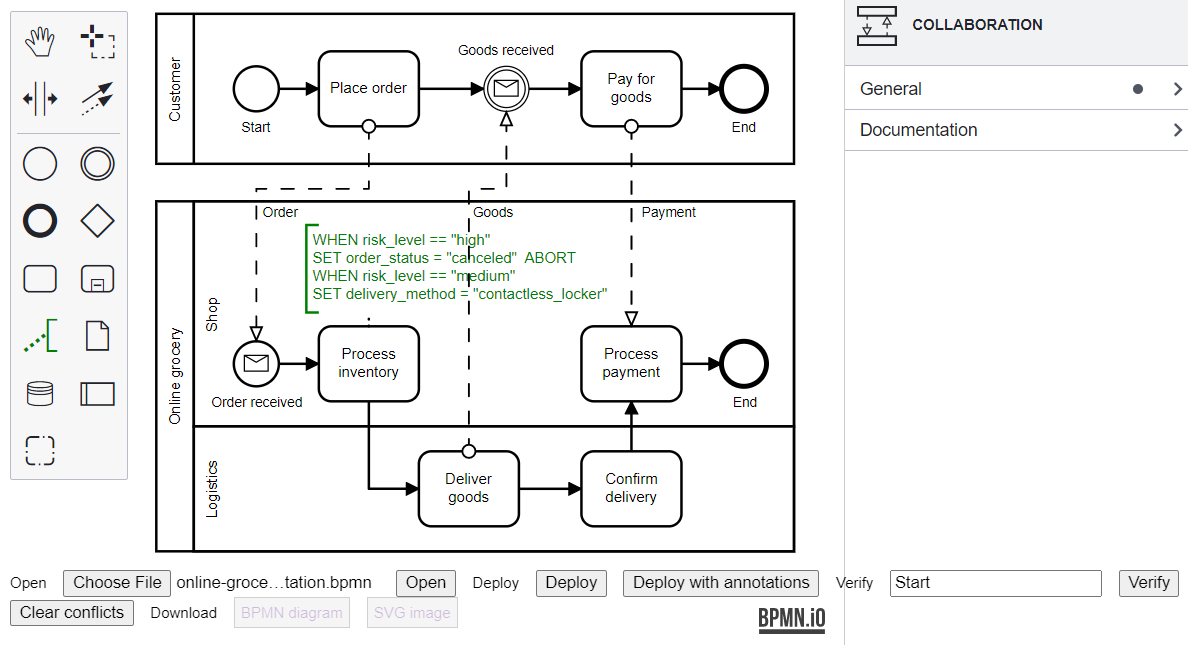 COLLABORATION
General
Documentation
Customer
Start
Place order
Goods received
Pay for
goods
End
Order
Goods
Payment
Online grocery
Shop
WHEN risk_level == "high"
SET order_status = "canceled"  ABORT
WHEN risk_level == "medium"
SET delivery_method = "contactless_locker"
Order received
Process
inventory
Process
payment
End
Logistics
Deliver
goods
Confirm
delivery
Open Choose File online-groce…tation.bpmn Open Deploy Deploy Deploy with annotations Verify Start Verify
Clear conflicts Download BPMN diagram SVG image
BPMN.iO